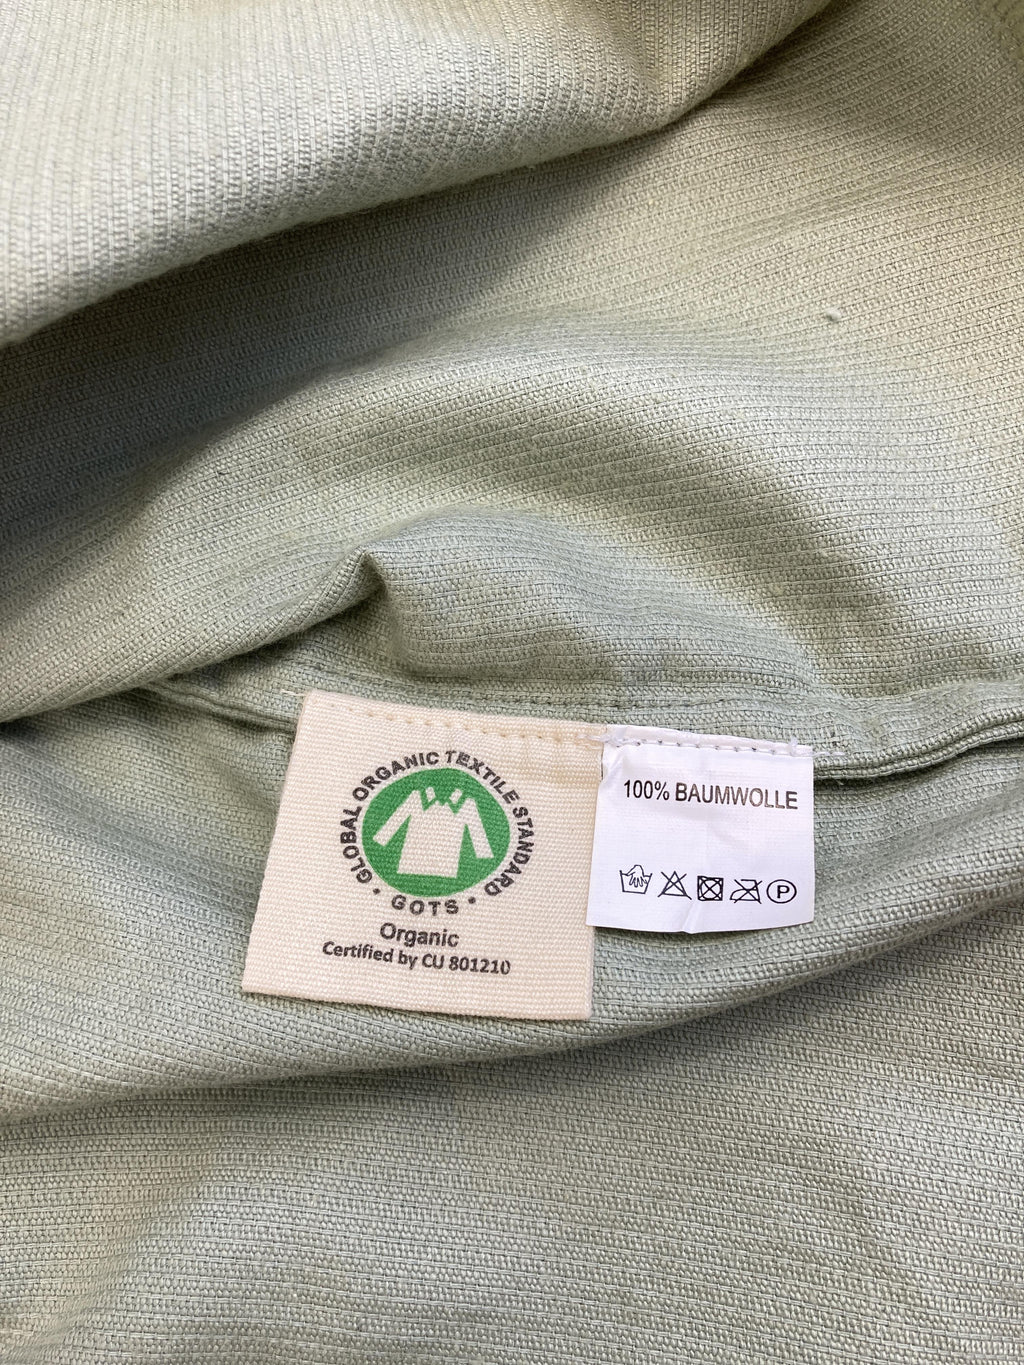 GLOBAL ORGANIC TEXTILE STANDARD
• GOTS •
Organic
Certified by CU 801210
100% BAUMWOLLE
P